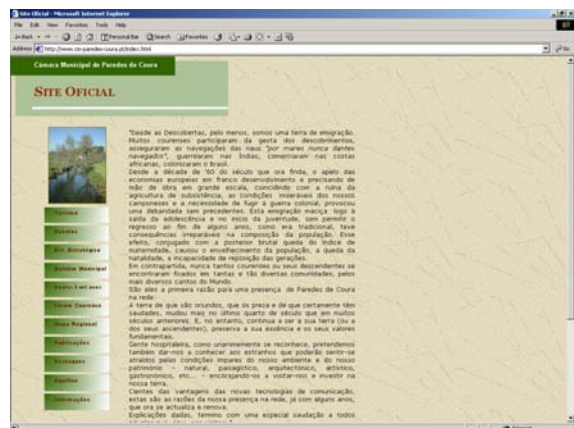 Site Oficial - Microsoft Internet Explorer
File Edit View Favorites Tools Help
Back Personal Bar Search Favorites
Address http://www.cm-paredes-coura.pt/index.html
Câmara Municipal de Paredes de Coura
SITE OFICIAL
"Desde as Descobertas, pelo menos, somos uma terra de emigração.
Muitos courenses participaram da gesta dos descobrimentos,
asseguraram as navegações das naus "por mares nunca dantes
navegados", guerrearam nas Índias, comerciaram nas costas
africanas, colonizaram o Brasil.
Desde a década de '60 do século que ora finda, o apelo das
economias europeias em franco desenvolvimento e precisando de
mão de obra em grande escala, coincidindo com a ruína da
agricultura de subsistência, as condições miseráveis dos nossos
camponeses e a necessidade de fugir à guerra colonial, provocou
uma debandada sem precedentes. Esta emigração maciça logo à
saída da adolescência e no início da juventude, sem permitir o
regresso ao fim de alguns anos, como era tradicional, teve
consequências irreparáveis na composição da população. Esse
efeito, conjugado com a posterior brutal queda do índice de
maternidade, causou o envelhecimento da população, a queda da
natalidade, a incapacidade de reposição das gerações.
Em contrapartida, nunca tantos courenses ou seus descendentes se
encontraram fixados em tantas e tão diversas comunidades, pelos
mais diversos cantos do Mundo.
São eles a primeira razão para uma presença de Paredes de Coura
na rede.
A terra de que são oriundos, que os preza e de que certamente têm
saudades, mudou mais no último quarto de século que em muitos
séculos anteriores. E, no entanto, continua a ser a sua terra (ou a
dos seus ascendentes), preserva a sua essência e os seus valores
fundamentais.
Gente hospitaleira, como unanimemente se reconhece, pretendemos
também dar-nos a conhecer aos estranhos que poderão sentir-se
atraídos pelas condições ímpares do nosso ambiente e do nosso
património - natural, paisagístico, arquitectónico, artístico,
gastronómico, etc... - encorajando-os a visitar-nos e investir na
nossa terra.
Cientes das vantagens das novas tecnologias de comunicação,
estas são as razões da nossa presença na rede, já com alguns anos,
que ora se actualiza e renova.
Explicações dadas, termino com uma especial saudação a todos
Turismo
Eventos
Boletim Municipal
Fórum Courense
Mapa Regional
Publicações
Destaques
Informações